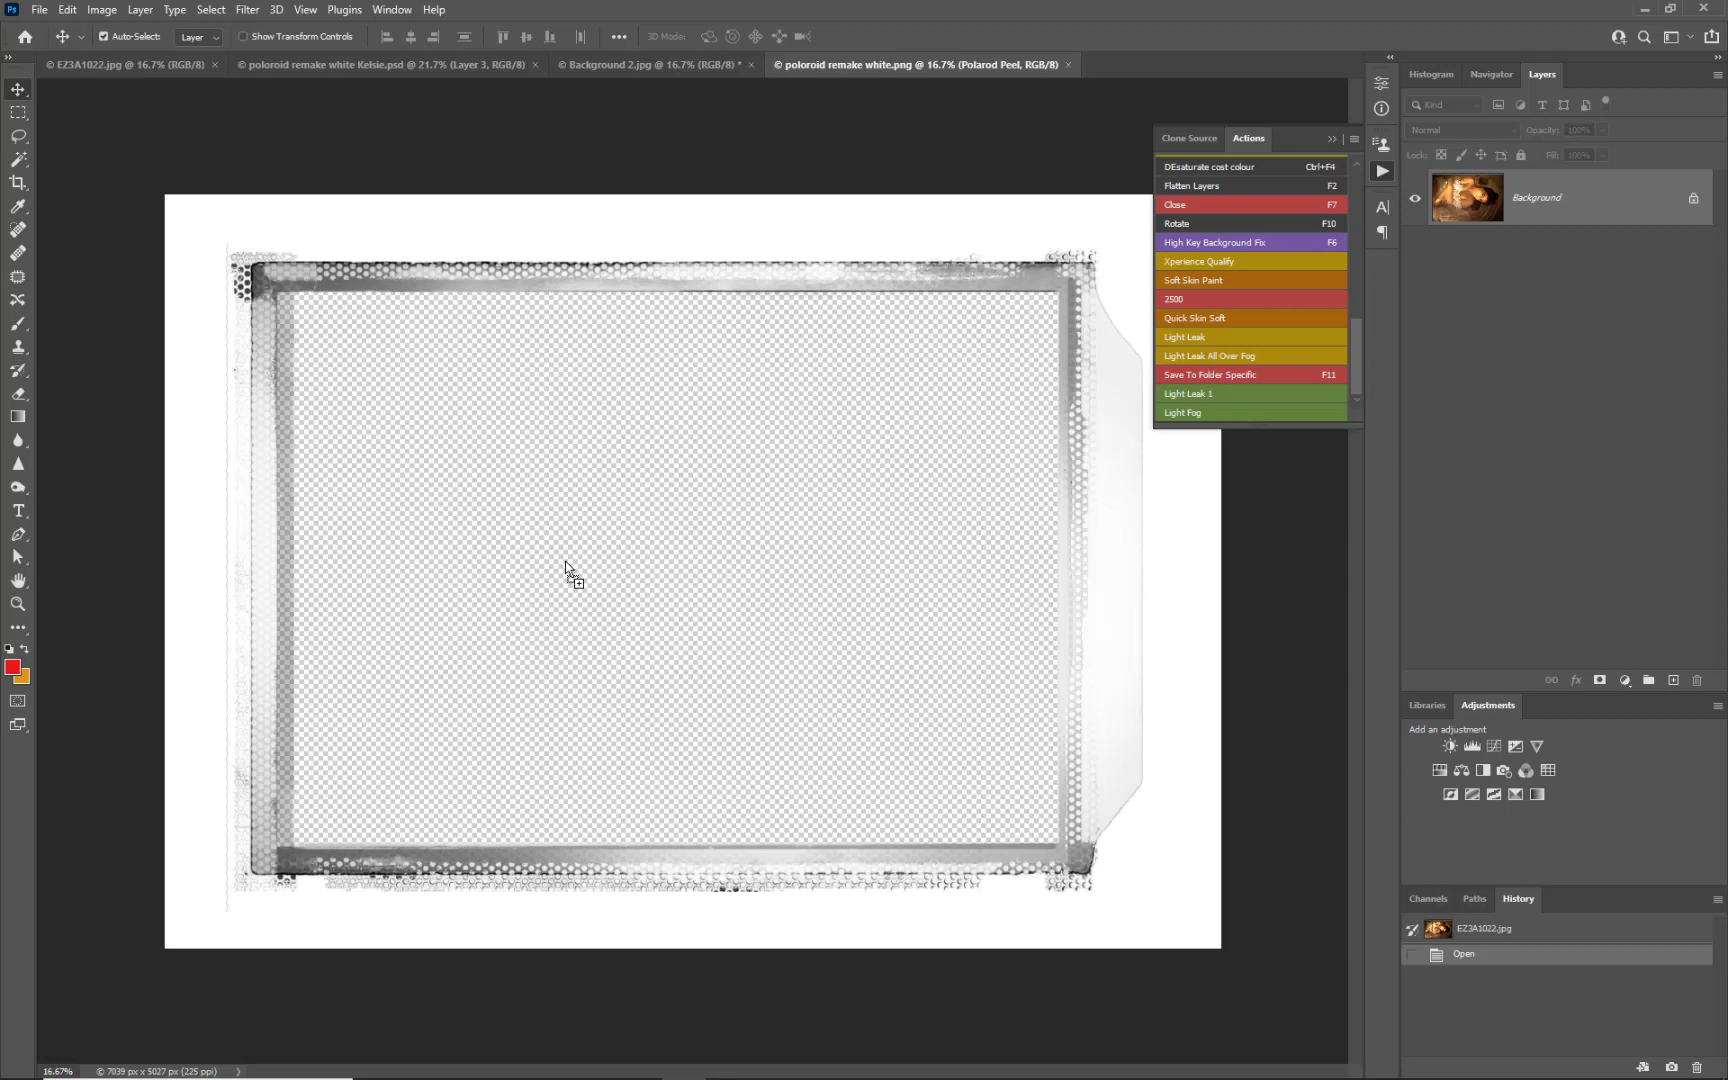 Ps File Edit Image Layer Type Select Filter 3D View Plugins Window Help
Auto-Select: Layer Show Transform Controls 3D Mode:
© EZ3A1022.jpg @ 16.7% (RGB/8) × © poloroid remake white Kelsie.psd @ 21.7% (Layer 3, RGB/8) × © Background 2.jpg @ 16.7% (RGB/8) * × © poloroid remake white.png @ 16.7% (Polarod Peel, RGB/8) ×
Histogram Navigator Layers
Kind
Normal Opacity: 100%
Lock: Fill: 100%
Background
Clone Source Actions
DEsaturate cost colour Ctrl+F4
Flatten Layers F2
Close F7
Rotate F10
High Key Background Fix F6
Xperience Qualify
Soft Skin Paint
2500
Quick Skin Soft
Light Leak
Light Leak All Over Fog
Save To Folder Specific F11
Light Leak 1
Light Fog
Libraries Adjustments
Add an adjustment
Channels Paths History
EZ3A1022.jpg
Open
16.67% © 7039 px x 5027 px (225 ppi)